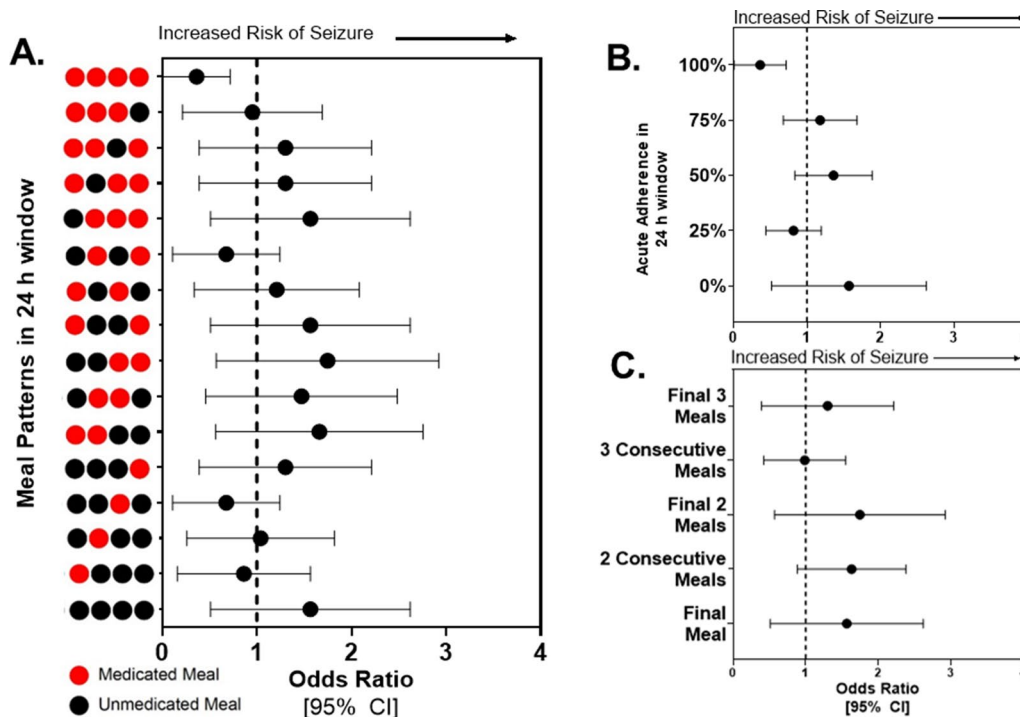 A.
Increased Risk of Seizure
Meal Patterns in 24 h window
0
1
2
3
4
Odds Ratio
[95% CI]
Medicated Meal
Unmedicated Meal
B.
Increased Risk of Seizure
Acute Adherence in
24 h window
100%
75%
50%
25%
0%
0
1
2
3
C.
Increased Risk of Seizure
Final 3
Meals
3 Consecutive
Meals
Final 2
Meals
2 Consecutive
Meals
Final
Meal
0
1
2
3
Odds Ratio
[95% CI]